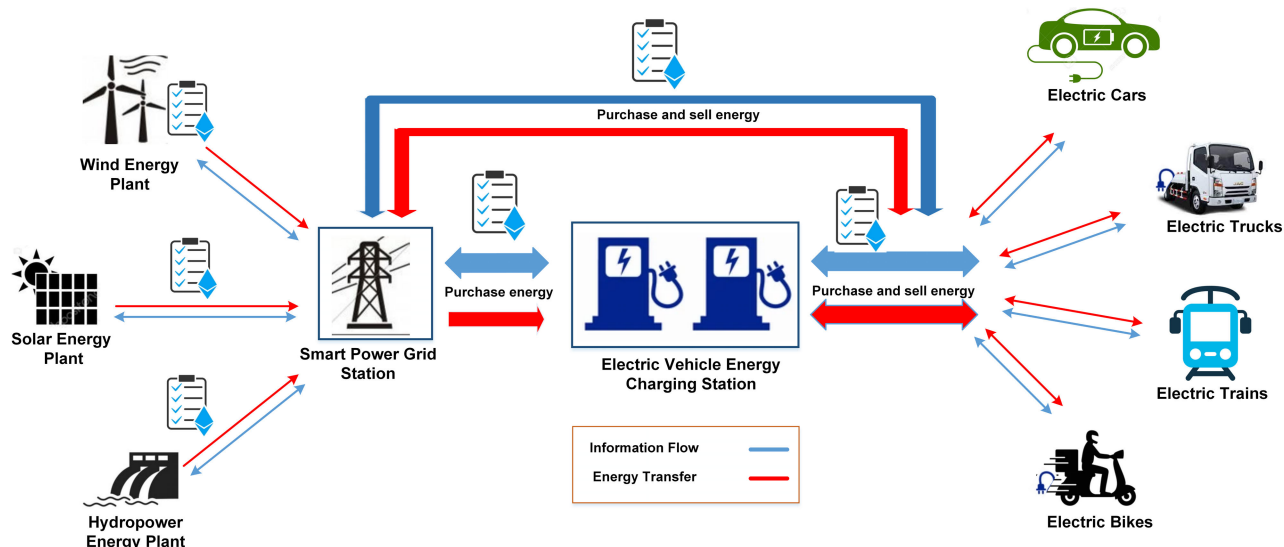 Purchase and sell energy
Electric Cars
Wind Energy
Plant
Electric Trucks
Purchase energy
Purchase and sell energy
Solar Energy
Plant
Smart Power Grid
Station
Electric Vehicle Energy
Charging Station
Electric Trains
Information Flow
Energy Transfer
Hydropower
Energy Plant
Electric Bikes